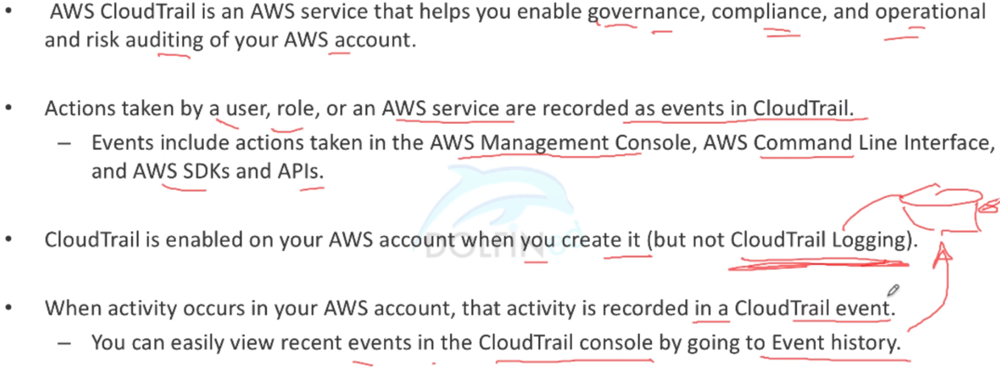 • AWS CloudTrail is an AWS service that helps you enable governance, compliance, and operational
and risk auditing of your AWS account.
• Actions taken by a user, role, or an AWS service are recorded as events in CloudTrail.
– Events include actions taken in the AWS Management Console, AWS Command Line Interface,
and AWS SDKs and APIs.
• CloudTrail is enabled on your AWS account when you create it (but not CloudTrail Logging).
DOLFINed
• When activity occurs in your AWS account, that activity is recorded in a CloudTrail event.
– You can easily view recent events in the CloudTrail console by going to Event history.